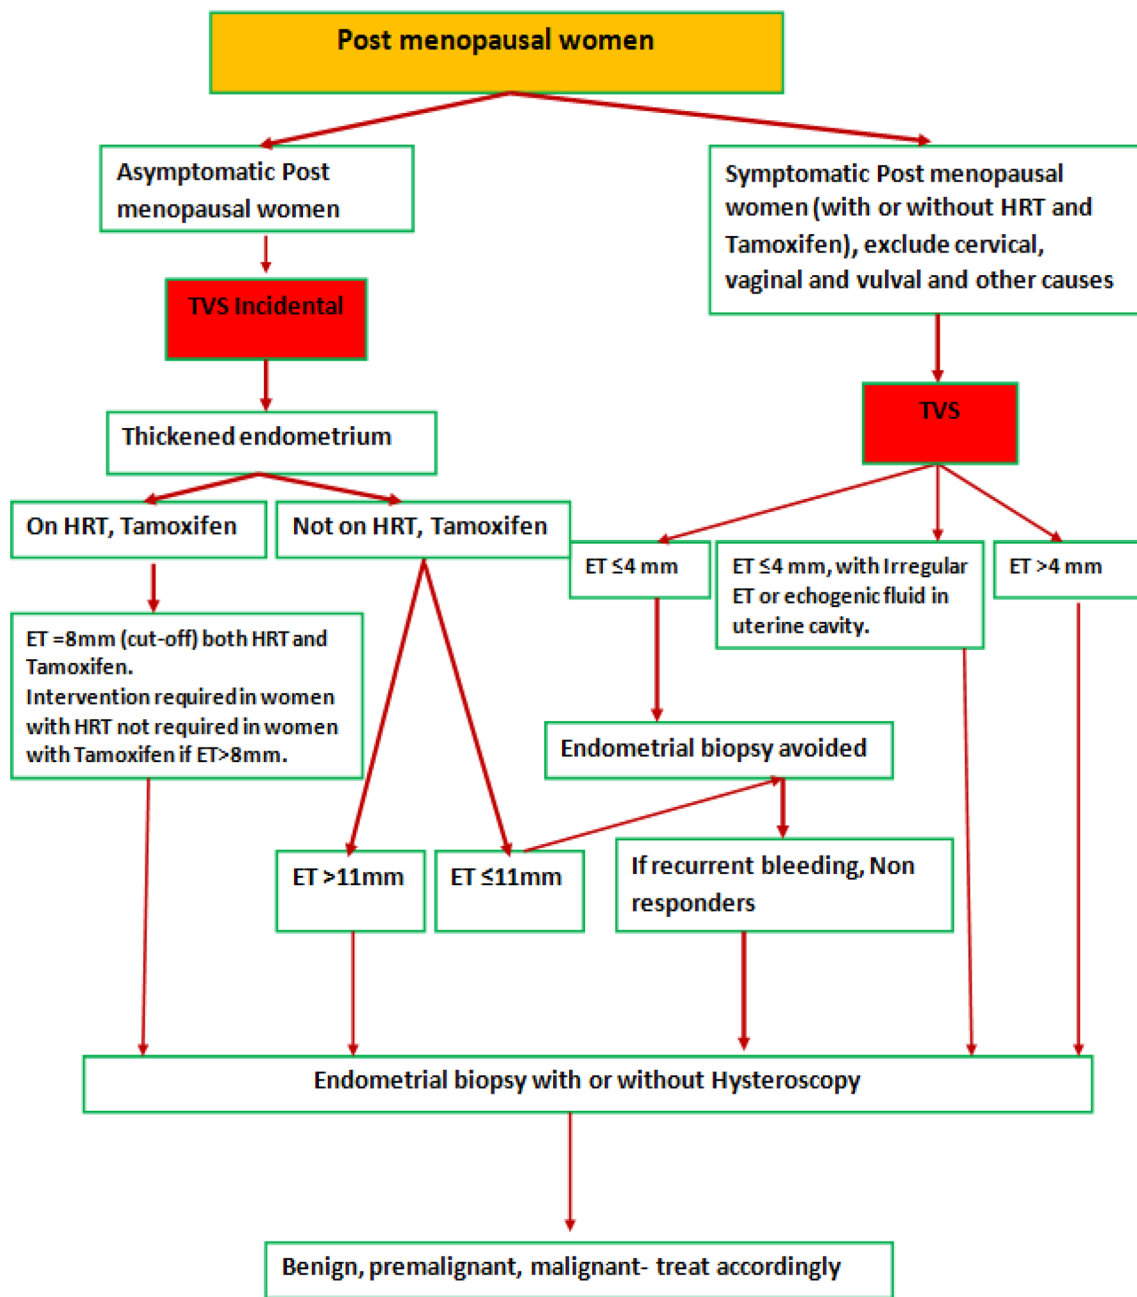 Post menopausal women
Asymptomatic Post
menopausal women
Symptomatic Post menopausal
women (with or without HRT and
Tamoxifen), exclude cervical,
vaginal and vulval and other causes
TVS Incidental
TVS
Thickened endometrium
On HRT, Tamoxifen
Not on HRT, Tamoxifen
ET ≤4 mm
ET ≤4 mm, with Irregular
ET or echogenic fluid in
uterine cavity.
ET >4 mm
ET =8mm (cut-off) both HRT and
Tamoxifen.
Intervention required in women
with HRT not required in women
with Tamoxifen if ET>8mm.
Endometrial biopsy avoided
ET >11mm
ET ≤11mm
If recurrent bleeding, Non
responders
Endometrial biopsy with or without Hysteroscopy
Benign, premalignant, malignant- treat accordingly